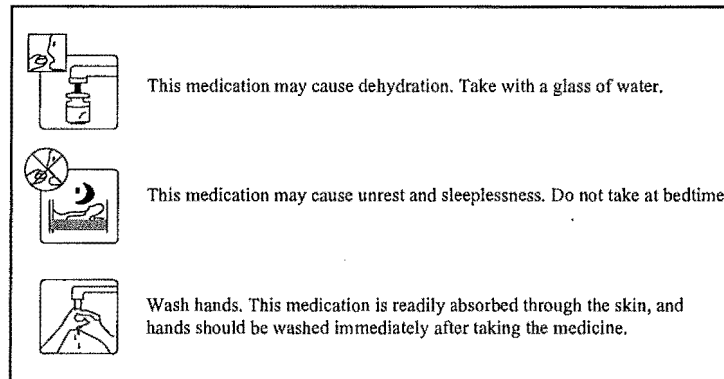 This medication may cause dehydration. Take with a glass of water.
This medication may cause unrest and sleeplessness. Do not take at bedtime
Wash hands. This medication is readily absorbed through the skin, and
hands should be washed immediately after taking the medicine.